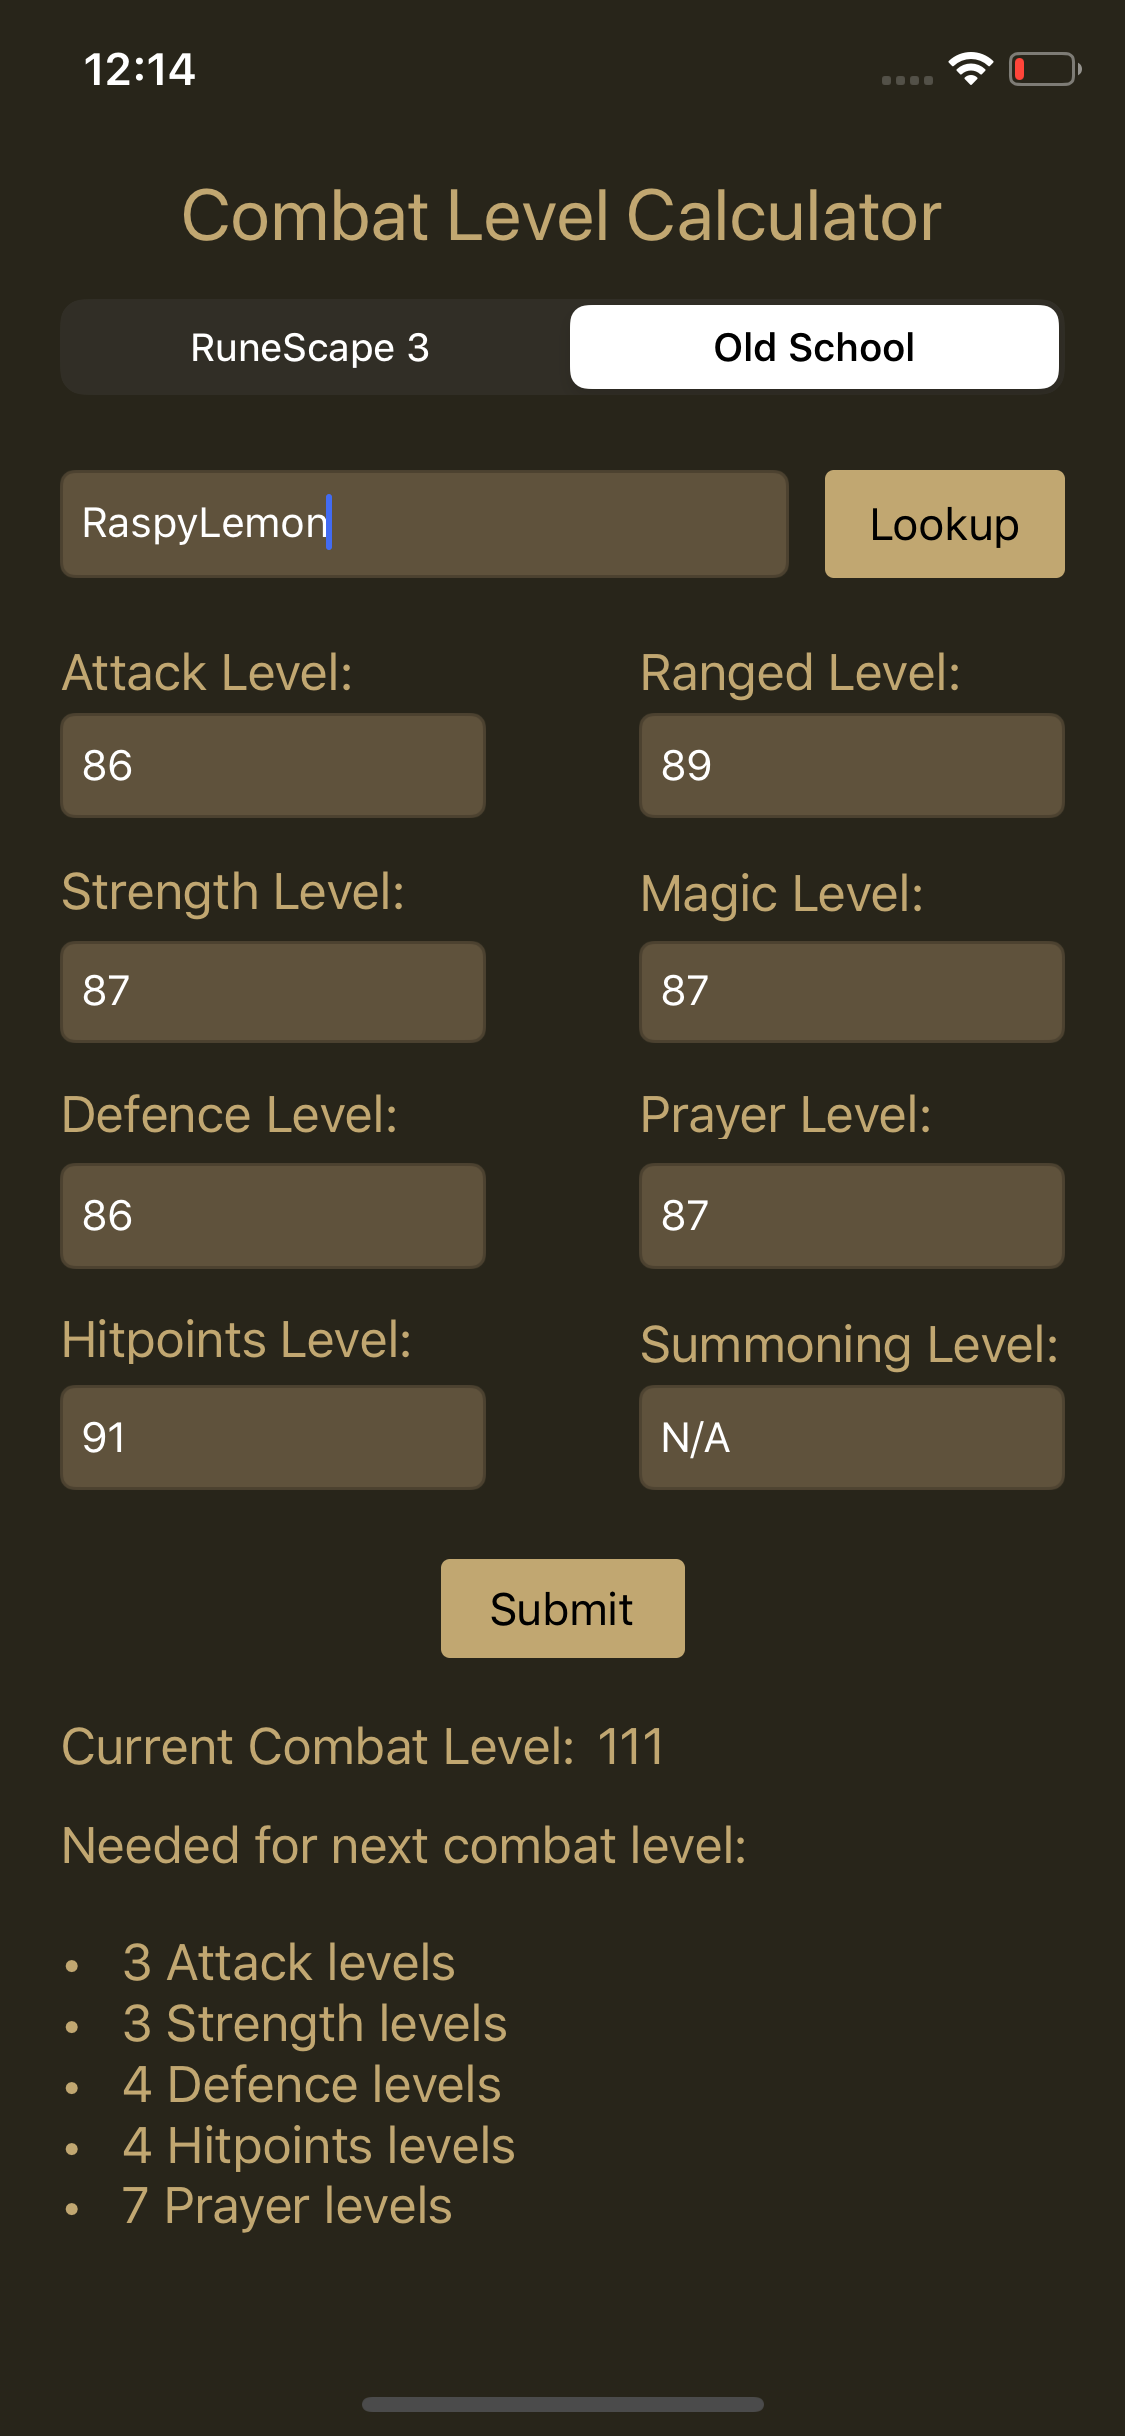 12:14
Combat Level Calculator
RuneScape 3
Old School
RaspyLemon
Lookup
Attack Level:
Ranged Level:
86
89
Strength Level:
Magic Level:
87
87
Defence Level:
Prayer Level:
86
87
Hitpoints Level:
Summoning Level:
91
N/A
Submit
Current Combat Level: 111
Needed for next combat level:
• 3 Attack levels
• 3 Strength levels
• 4 Defence levels
• 4 Hitpoints levels
• 7 Prayer levels